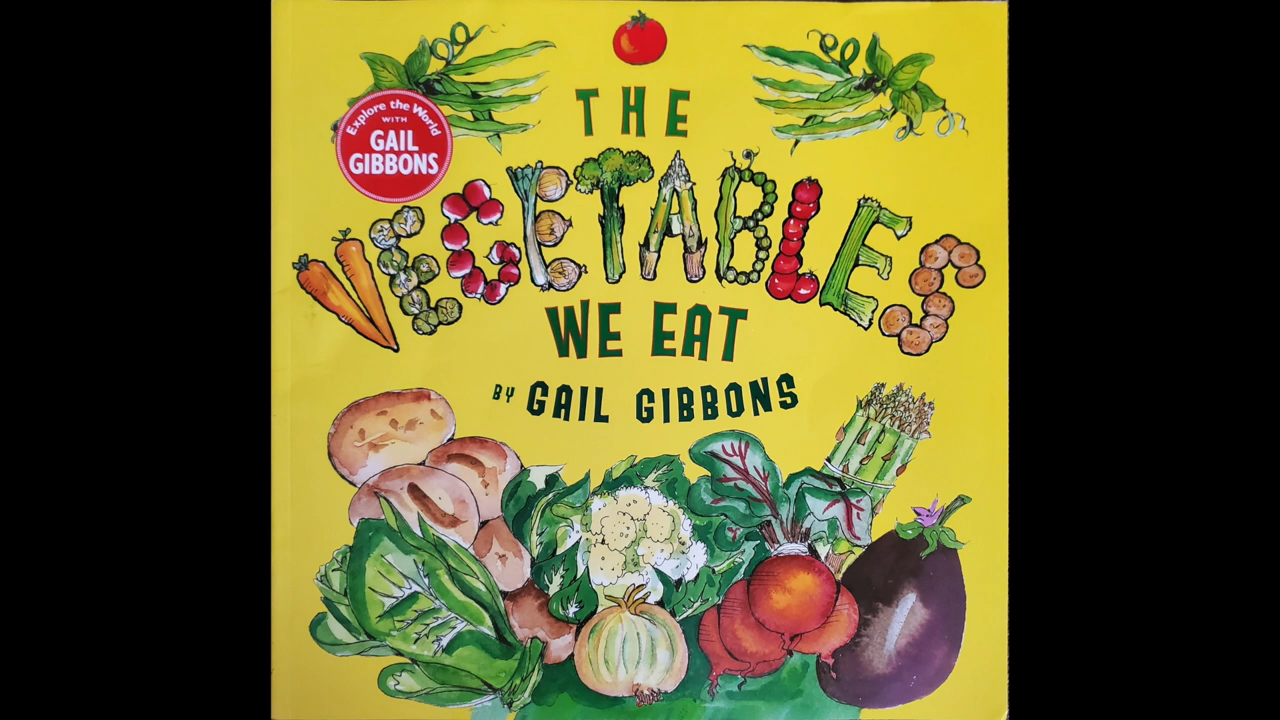 THE
Explore the World
WITH
GAIL
GIBBONS
VEGETABLES
WE EAT
BY GAIL GIBBONS